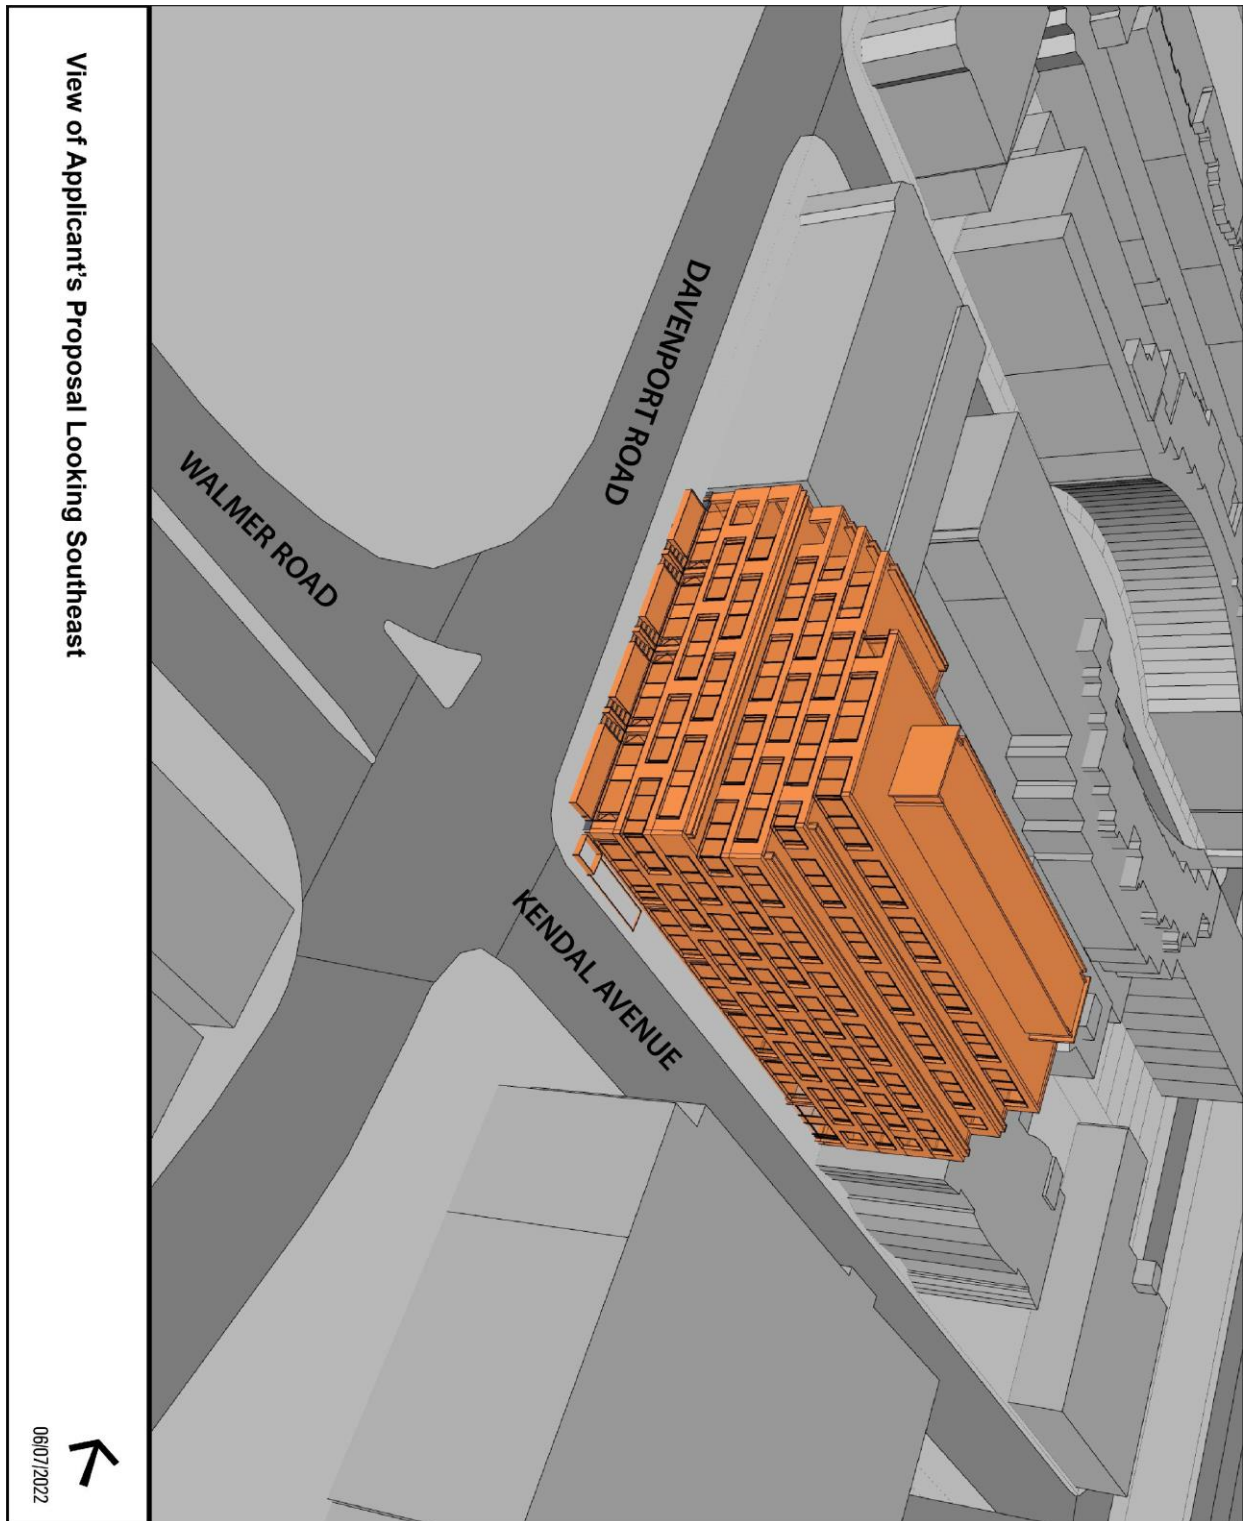 DAVENPORT ROAD
WALMER ROAD
KENDAL AVENUE
View of Applicant's Proposal Looking Southeast
06/07/2022